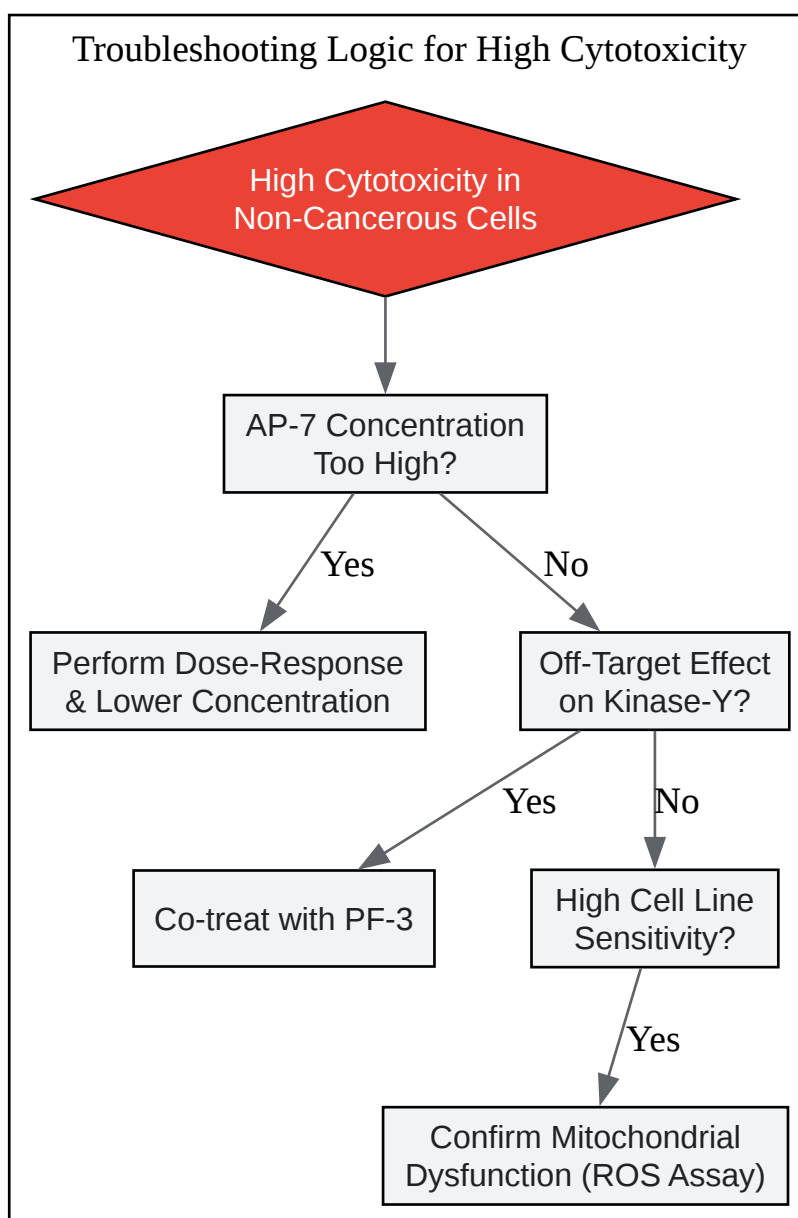 Troubleshooting Logic for High Cytotoxicity
High Cytotoxicity in
Non-Cancerous Cells
AP-7 Concentration
Too High?
Yes
No
Perform Dose-Response
& Lower Concentration
Off-Target Effect
on Kinase-Y?
Yes
No
Co-treat with PF-3
High Cell Line
Sensitivity?
Yes
Confirm Mitochondrial
Dysfunction (ROS Assay)